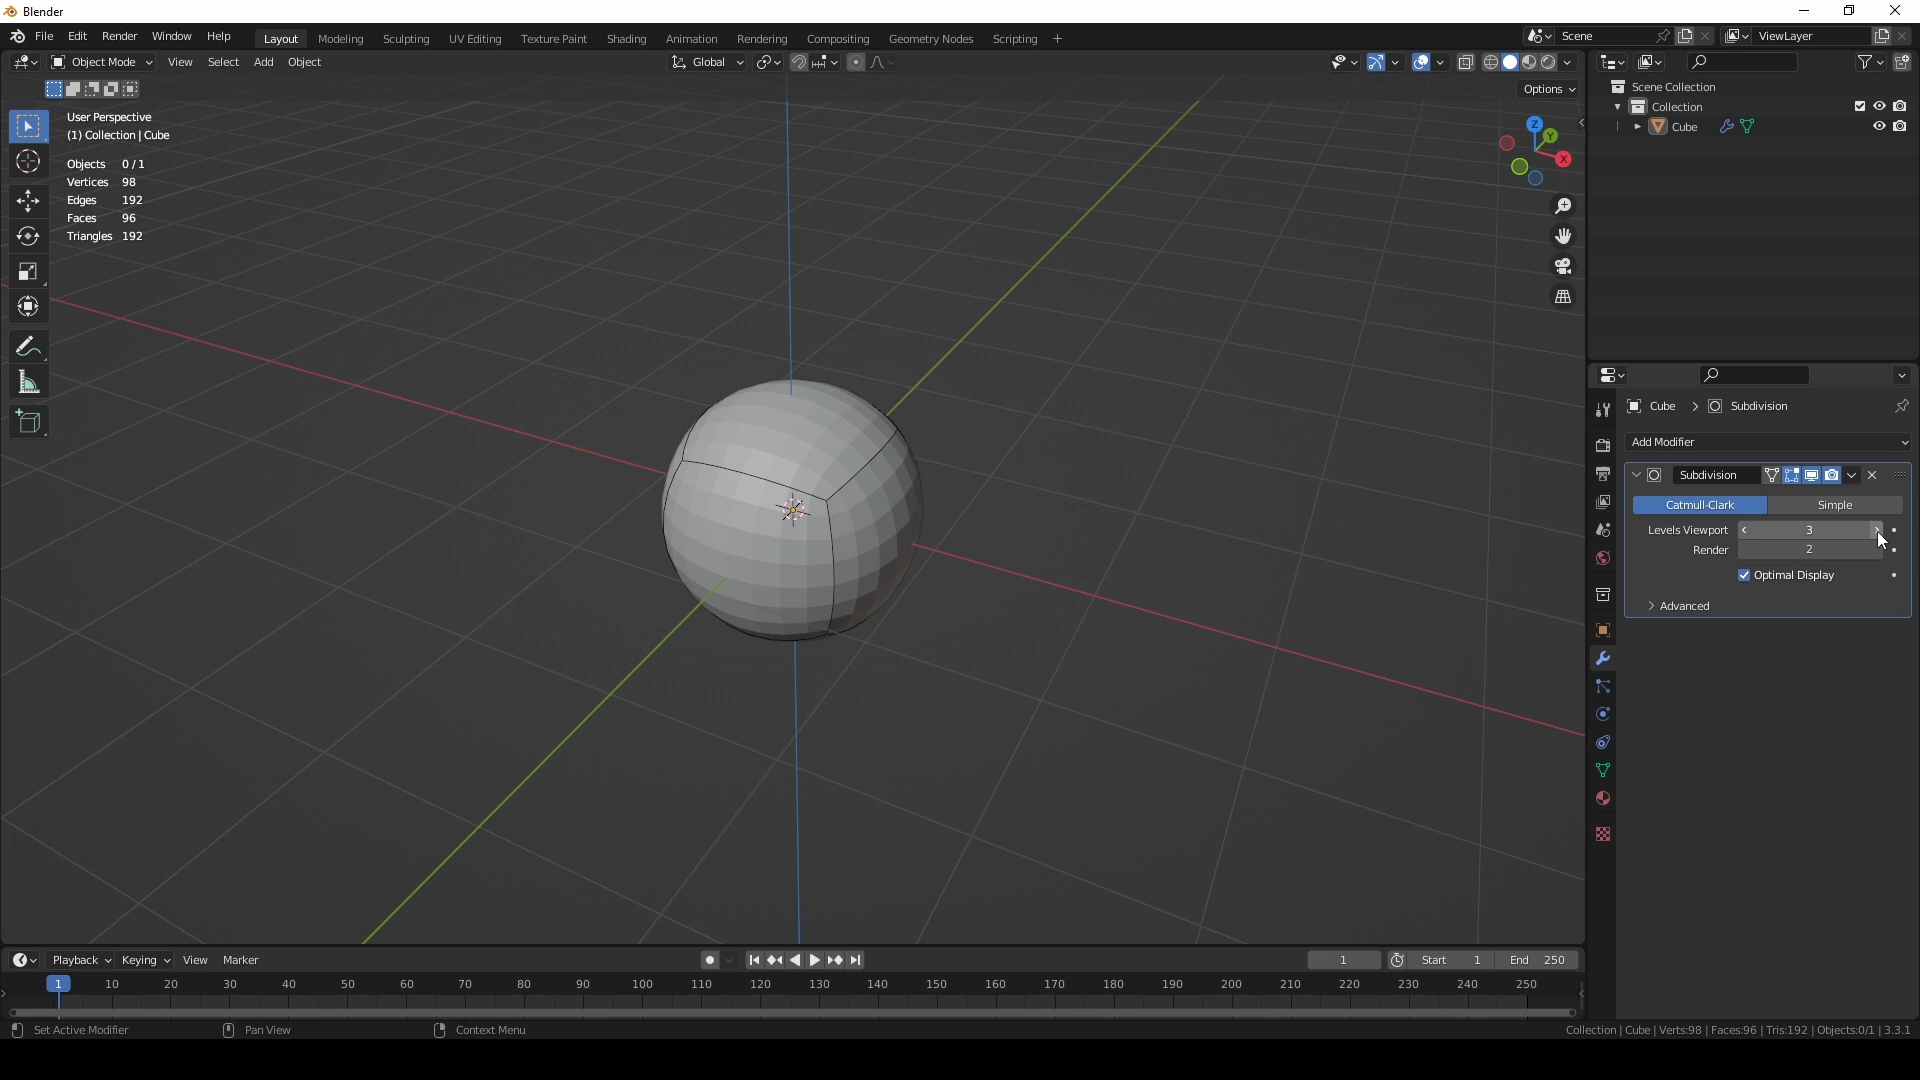 Blender
File Edit Render Window Help Layout Modeling Sculpting UV Editing Texture Paint Shading Animation Rendering Compositing Geometry Nodes Scripting + Scene ViewLayer
Object Mode View Select Add Object Global
Options
User Perspective
(1) Collection | Cube
Objects 0/1
Vertices 98
Edges 192
Faces 96
Triangles 192
Z
Y
X
Scene Collection
Collection
Cube
Cube > Subdivision
Add Modifier
Subdivision
Catmull-Clark Simple
Levels Viewport 3
Render 2
Optimal Display
Advanced
Playback Keying View Marker 1 Start 1 End 250
1 10 20 30 40 50 60 70 80 90 100 110 120 130 140 150 160 170 180 190 200 210 220 230 240 250
Set Active Modifier Pan View Context Menu Collection | Cube | Verts:98 | Faces:96 | Tris:192 | Objects:0/1 | 3.3.1